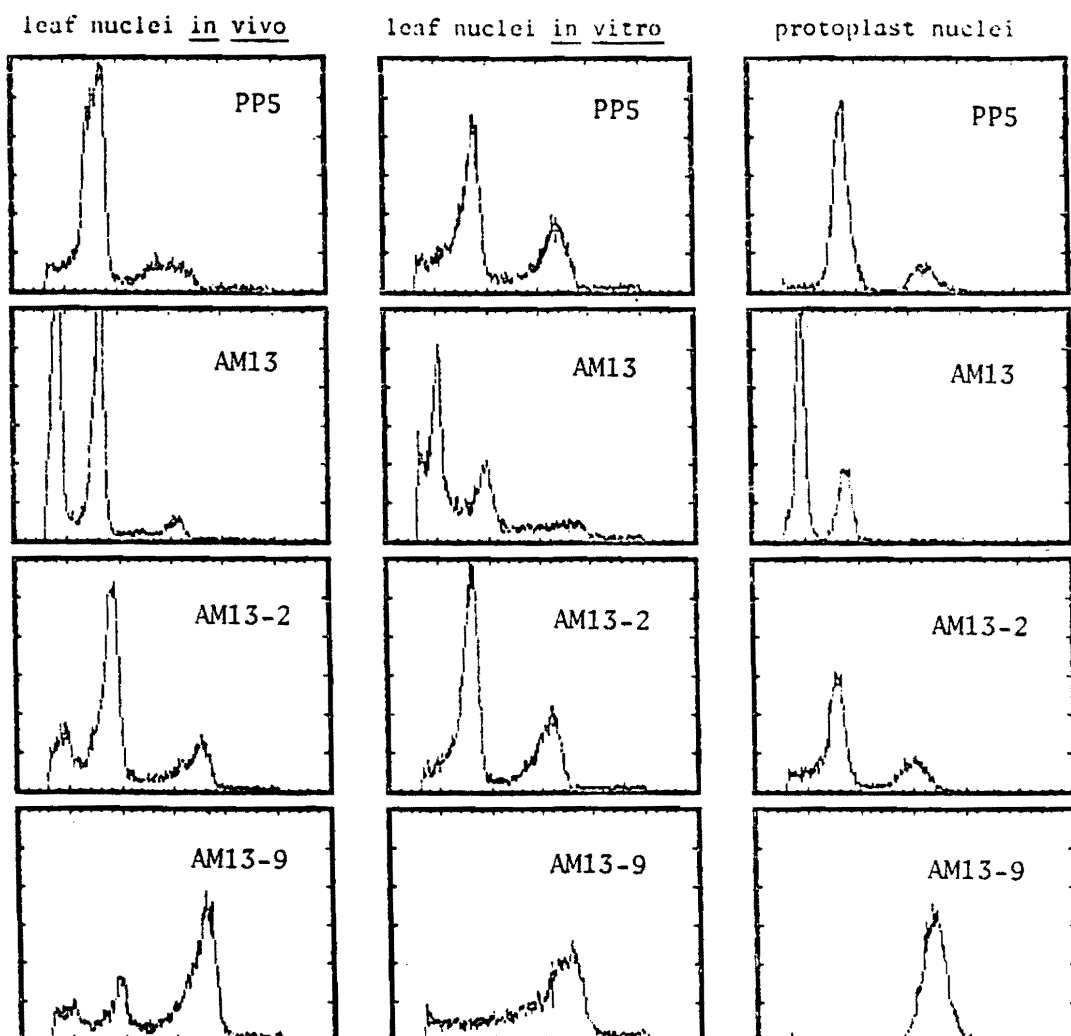 leaf nuclei in vivo
leaf nuclei in vitro
protoplast nuclei
PP5
PP5
PP5
AM13
AM13
AM13
AM13-2
AM13-2
AM13-2
AM13-9
AM13-9
AM13-9